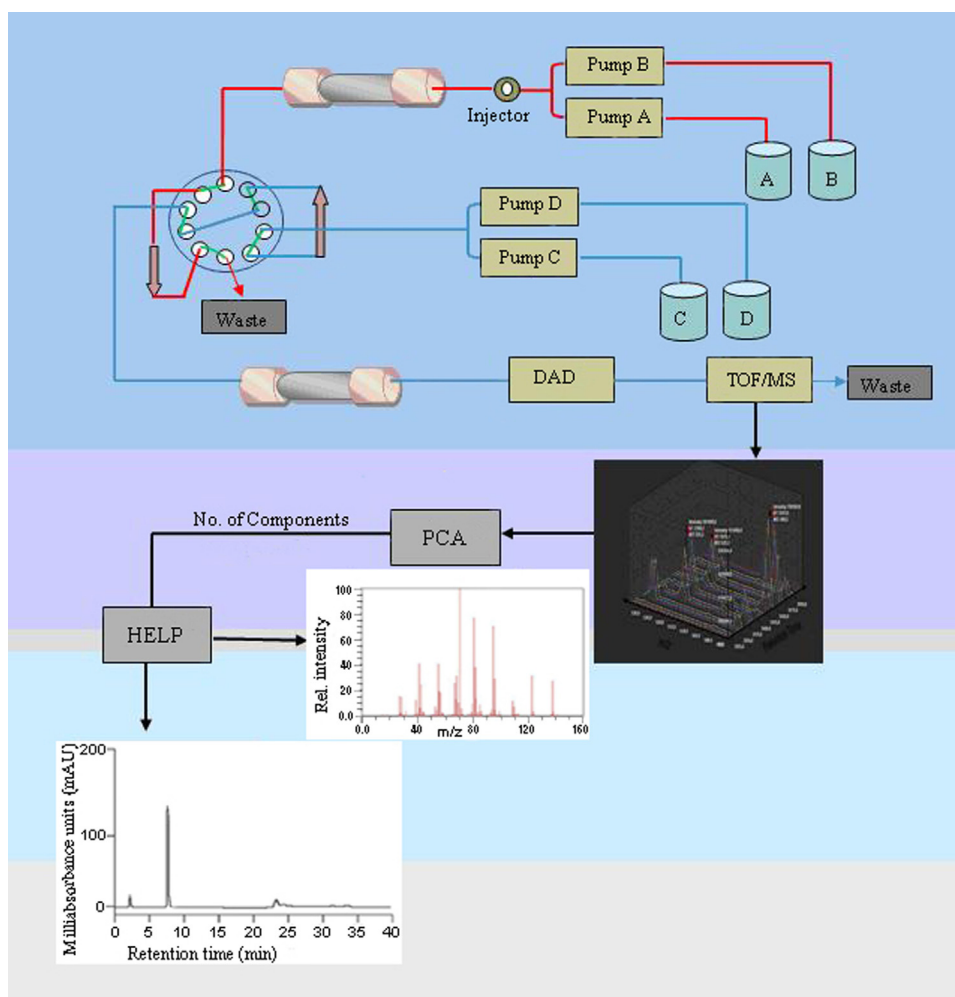 Pump B
Injector
Pump A
A
B
Pump D
Pump C
C
D
Waste
DAD
TOF/MS
Waste
No. of Components
PCA
HELP
Rel. intensity
100
80
60
40
20
0.0
0.0
40
80
120
160
m/z
Milliabsorbance units (mAU)
200
100
0
0
5
10
15
20
25
30
35
40
Retention time (min)